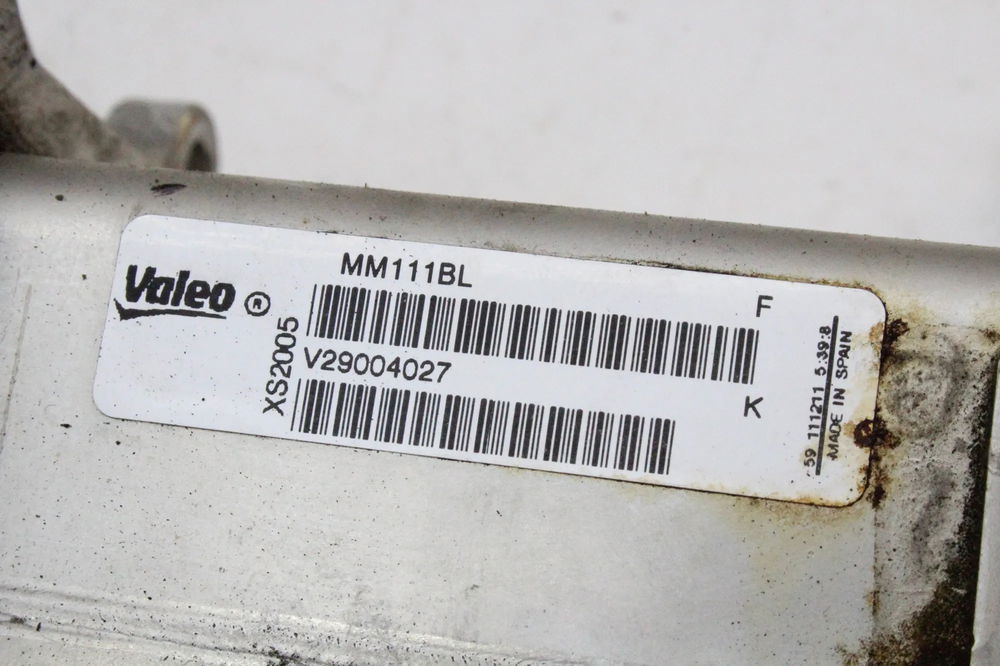 Valeo ®
MM111BL
F
XS2005
V29004027
K
59 111211 5:39:8
MADE IN SPAIN